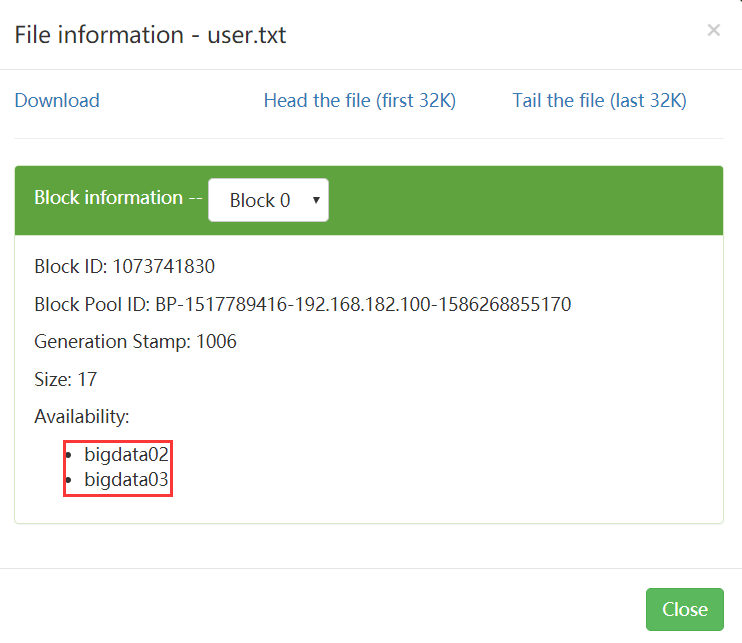 File information - user.txt ×
Download Head the file (first 32K) Tail the file (last 32K)
Block information -- Block 0
Block ID: 1073741830
Block Pool ID: BP-1517789416-192.168.182.100-1586268855170
Generation Stamp: 1006
Size: 17
Availability:
bigdata02
bigdata03
Close